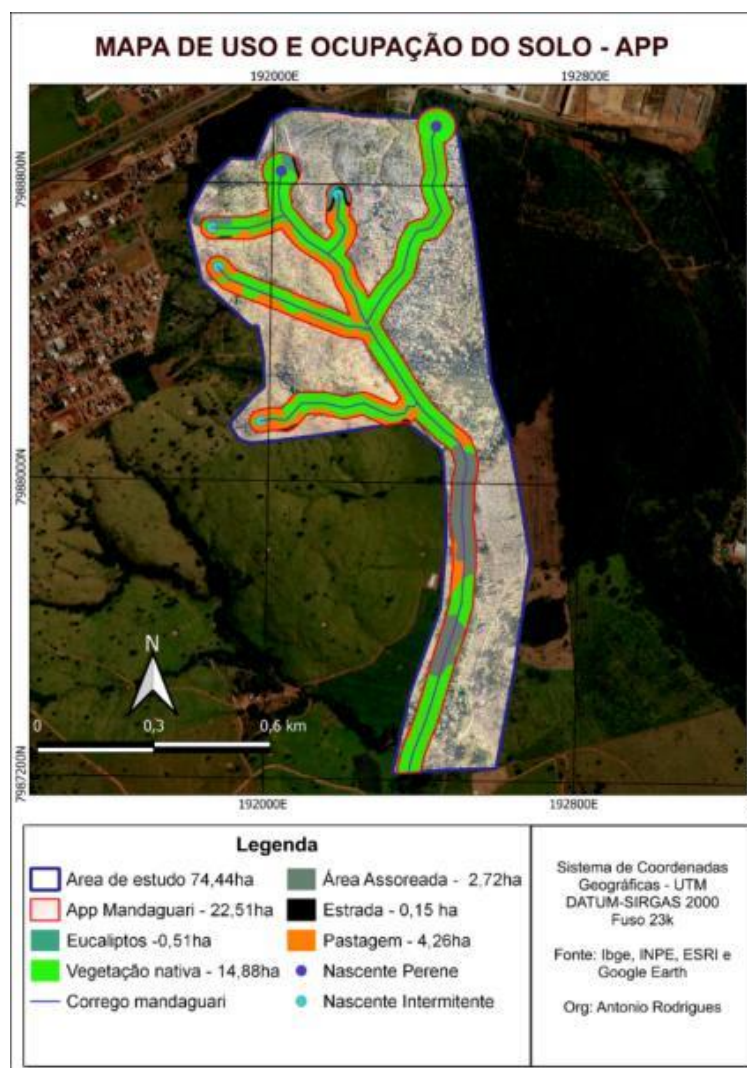 MAPA DE USO E OCUPAÇÃO DO SOLO - APP
192000E 192800E
7988800N
7988000N
7987200N
N
0 0,3 0,6 km
192000E 192800E
Legenda
Area de estudo 74,44ha
App Mandaguari - 22,51ha
Eucaliptos -0,51ha
Vegetação nativa - 14,88ha
Corrego mandaguari
Área Assoreada - 2,72ha
Estrada - 0,15 ha
Pastagem - 4,26ha
Nascente Perene
Nascente Intermitente
Sistema de Coordenadas
Geográficas - UTM
DATUM-SIRGAS 2000
Fuso 23k
Fonte: Ibge, INPE, ESRI e
Google Earth
Org: Antonio Rodrigues